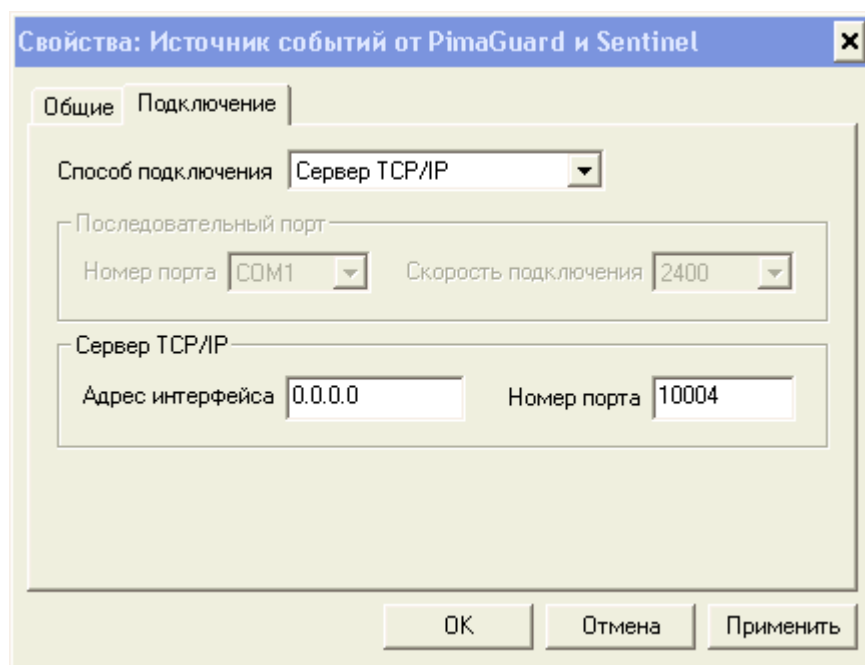 Свойства: Источник событий от PimaGuard и Sentinel
Общие Подключение
Способ подключения Сервер TCP/IP
Последовательный порт
Номер порта COM1 Скорость подключения 2400
Сервер TCP/IP
Адрес интерфейса 0.0.0.0 Номер порта 10004
OK Отмена Применить